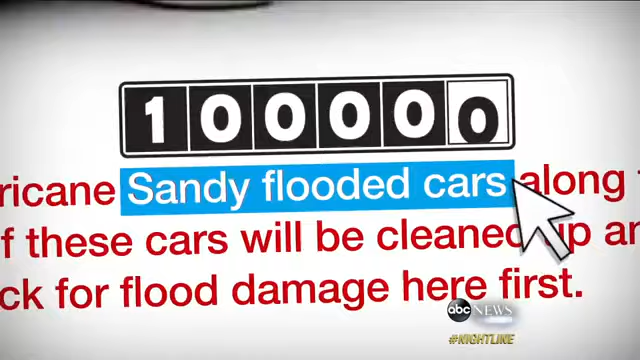 100000
ricane Sandy flooded cars along
f these cars will be cleaned up an
ck for flood damage here first.
abc NEWS
#NIGHTLINE